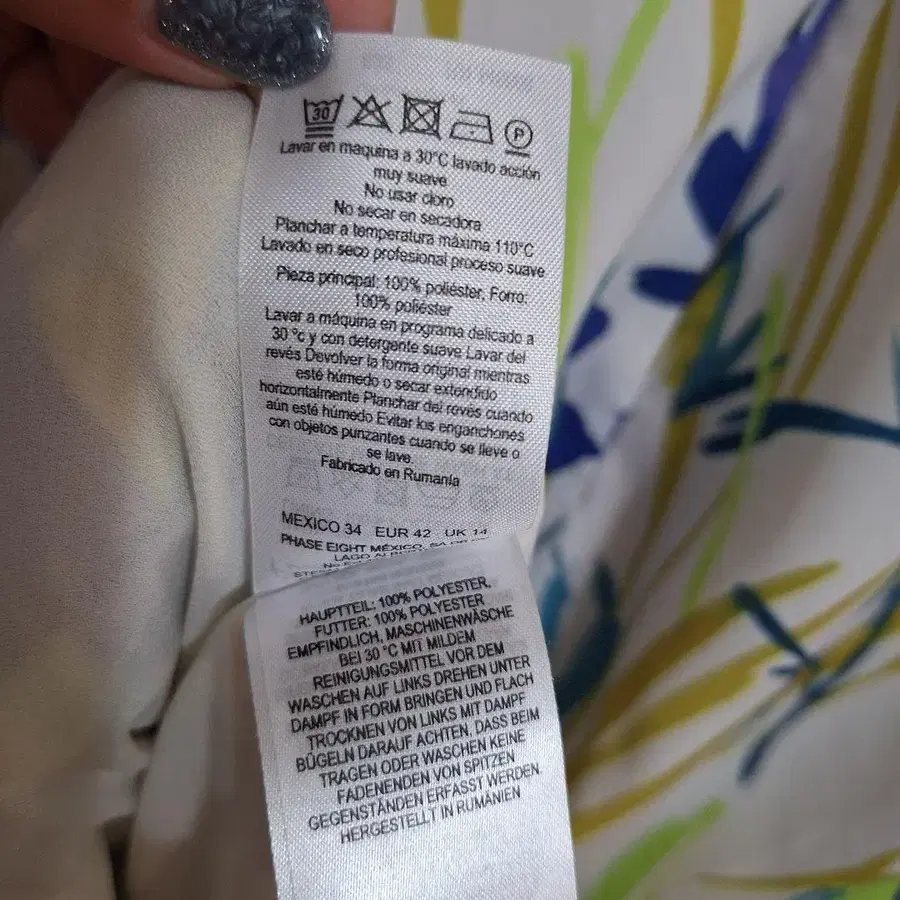 30
P
Lavar en maquina a 30°C lavado acción
muy suave
No usar cloro
No secar en secadora
Planchar a temperatura máxima 110°C
Lavado en seco profesional proceso suave
Pieza principal: 100% poliéster, Forro:
100% poliéster
Lavar a máquina en programa delicado a
30 °c y con detergente suave Lavar del
revés Devolver la forma original mientras
esté húmedo o secar extendido
horizontalmente Planchar del revés cuando
aún esté húmedo Evitar los enganchones
con objetos punzantes cuando se lleve o
se lave
Fabricado en Rumanía
MEXICO 34 EUR 42 UK 14
PHASE EIGHT MÉXICO, SA
LAGO
HAUPTTEIL: 100% POLYESTER,
FUTTER: 100% POLYESTER
EMPFINDLICH, MASCHINENWÄSCHE
BEI 30 °C MIT MILDEM
REINIGUNGSMITTEL VOR DEM
WASCHEN AUF LINKS DREHEN UNTER
DAMPF IN FORM BRINGEN UND FLACH
TROCKNEN VON LINKS MIT DAMPF
BÜGELN DARAUF ACHTEN, DASS BEIM
TRAGEN ODER WASCHEN KEINE
FADENENDEN VON SPITZEN
GEGENSTÄNDEN ERFASST WERDEN
HERGESTELLT IN RUMÄNIEN